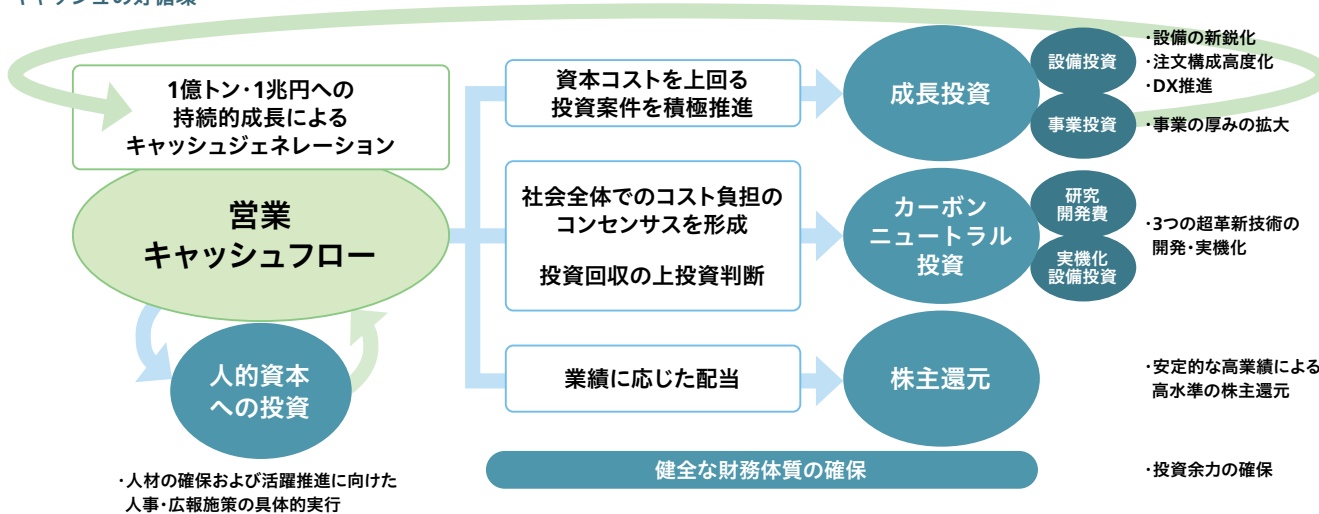 キャッシュの好循環
1億トン・1兆円への
持続的成長による
キャッシュジェネレーション
営業
キャッシュフロー
人的資本
への投資
・人材の確保および活躍推進に向けた
人事・広報施策の具体的実行
資本コストを上回る
投資案件を積極推進
成長投資
設備投資
事業投資
・設備の新鋭化
・注文構成高度化
・DX推進
・事業の厚みの拡大
社会全体でのコスト負担の
コンセンサスを形成
投資回収の上投資判断
カーボン
ニュートラル
投資
研究
開発費
実機化
設備投資
・3つの超革新技術の
開発・実機化
業績に応じた配当
株主還元
・安定的な高業績による
高水準の株主還元
健全な財務体質の確保
・投資余力の確保